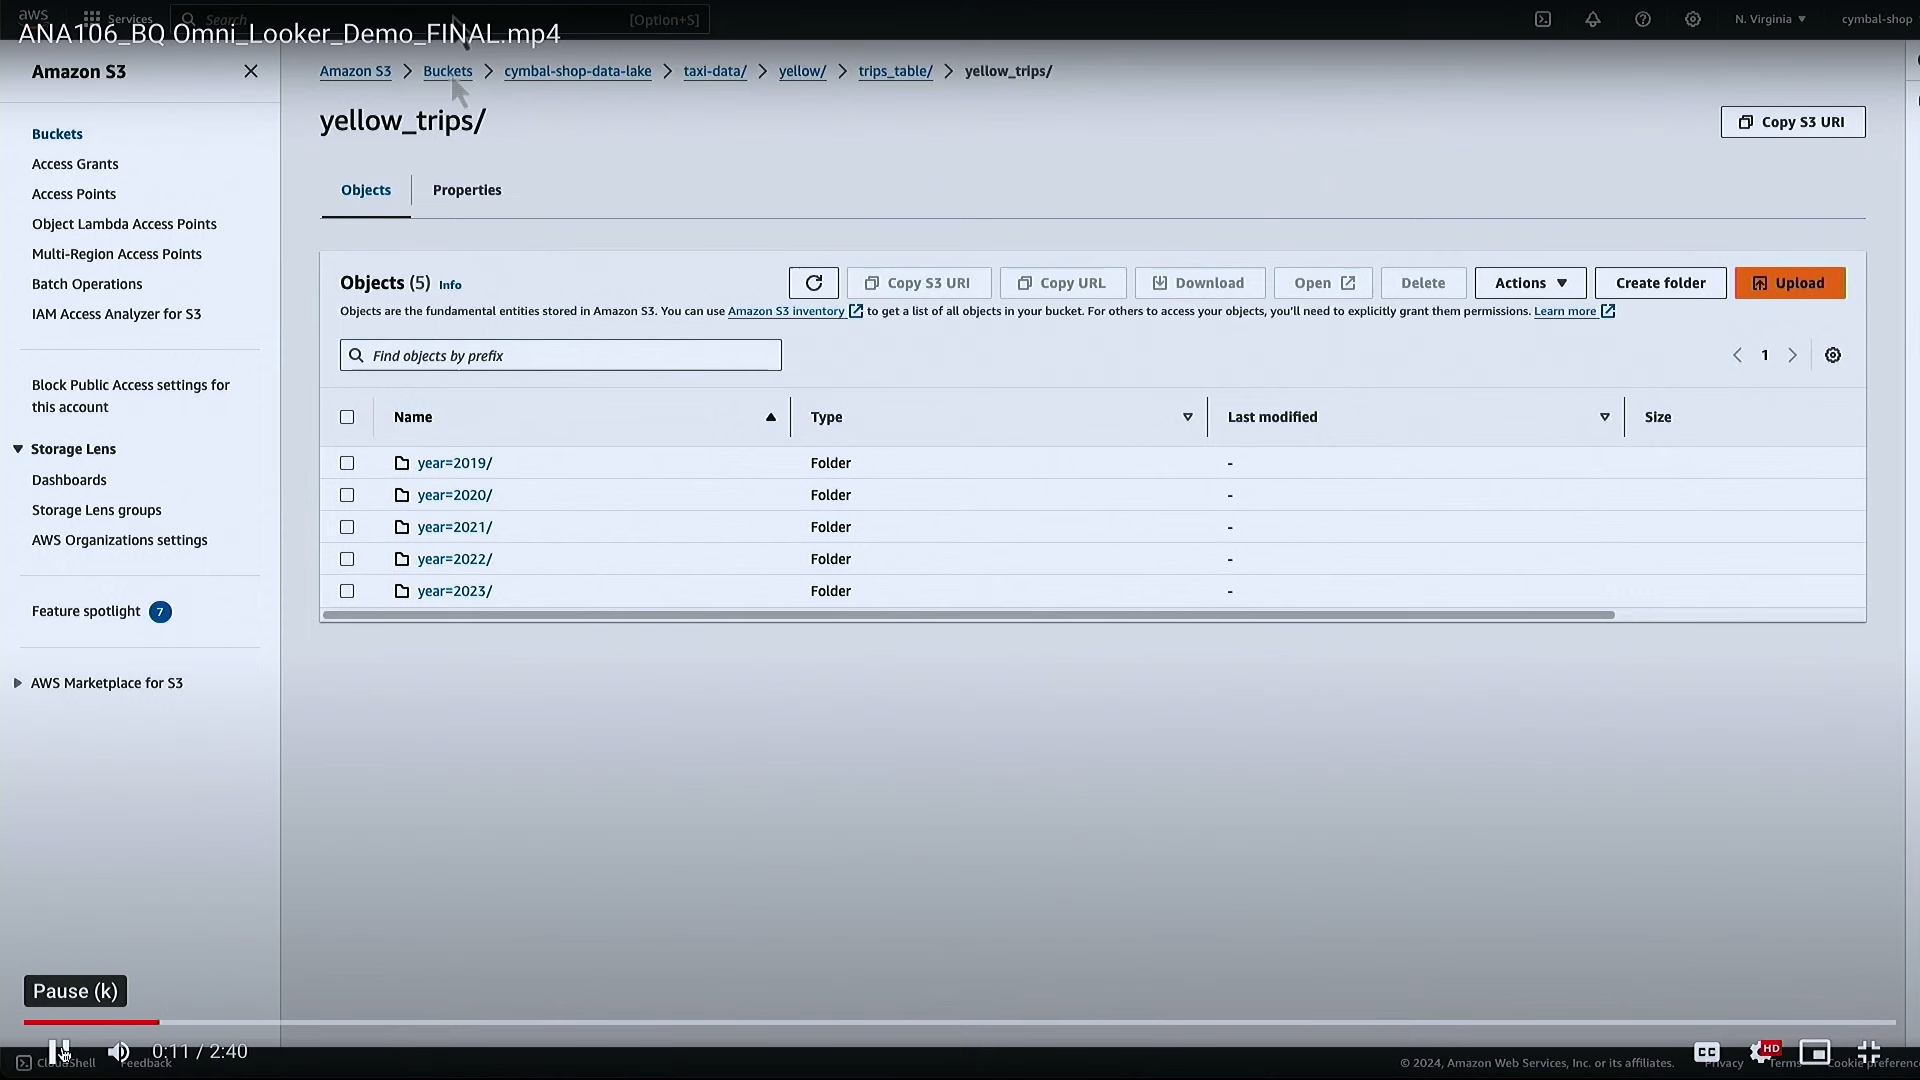 aws Services Search [Option+S] N. Virginia ▼ cymbal-shop
ANA106_BQ Omni_Looker_Demo_FINAL.mp4
Amazon S3
Amazon S3 > Buckets > cymbal-shop-data-lake > taxi-data/ > yellow/ > trips_table/ > yellow_trips/
yellow_trips/
Copy S3 URI
Buckets
Access Grants
Access Points
Object Lambda Access Points
Multi-Region Access Points
Batch Operations
IAM Access Analyzer for S3
Block Public Access settings for
this account
Storage Lens
Dashboards
Storage Lens groups
AWS Organizations settings
Feature spotlight 7
AWS Marketplace for S3
Objects Properties
Objects (5) Info
Copy S3 URI Copy URL Download Open Delete Actions Create folder Upload
Objects are the fundamental entities stored in Amazon S3. You can use Amazon S3 inventory to get a list of all objects in your bucket. For others to access your objects, you'll need to explicitly grant them permissions. Learn more
Find objects by prefix
1
Name Type Last modified Size
year=2019/ Folder -
year=2020/ Folder -
year=2021/ Folder -
year=2022/ Folder -
year=2023/ Folder -
Pause (k)
0:11 / 2:40
CC HD
CloudShell Feedback © 2024, Amazon Web Services, Inc. or its affiliates. Privacy Terms Cookie preferenc